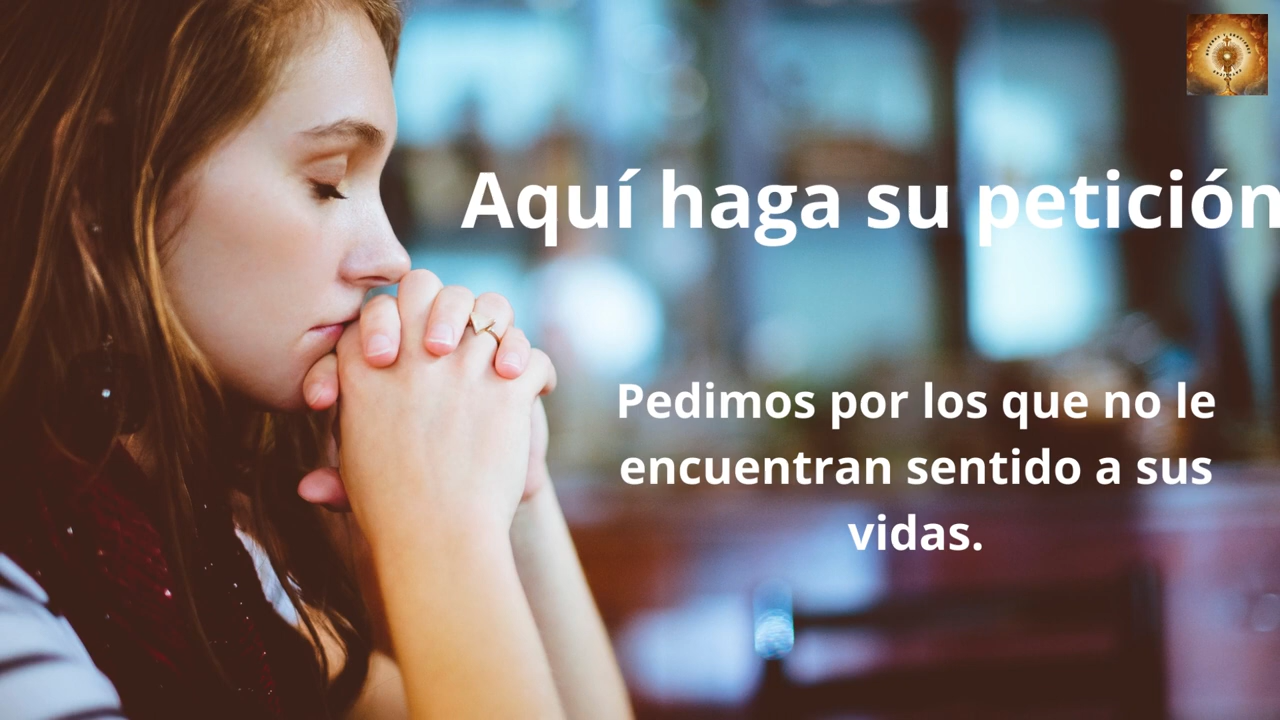 Aquí haga su petición
Pedimos por los que no le
encuentran sentido a sus
vidas.